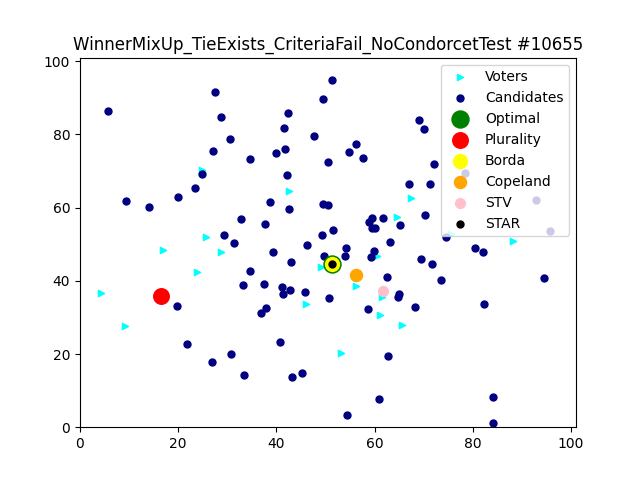 WinnerMixUp_TieExists_CriteriaFail_NoCondorcetTest #10655
100
80
60
40
20
0
0 20 40 60 80 100
Voters
Candidates
Optimal
Plurality
Borda
Copeland
STV
STAR